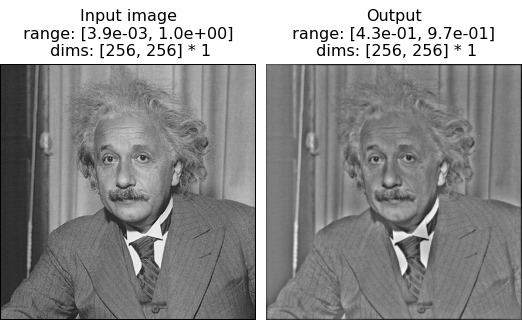 Input image
range: [3.9e-03, 1.0e+00]
dims: [256, 256] * 1
Output
range: [4.3e-01, 9.7e-01]
dims: [256, 256] * 1